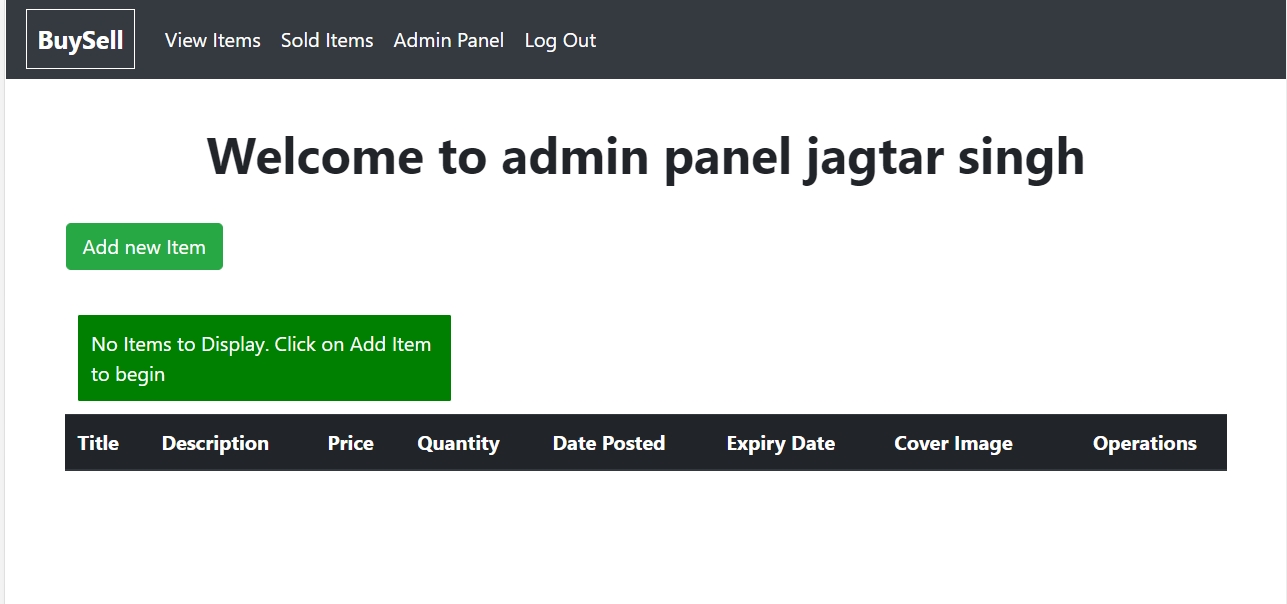 BuySell View Items Sold Items Admin Panel Log Out
Welcome to admin panel jagtar singh
Add new Item
No Items to Display. Click on Add Item
to begin
Title Description Price Quantity Date Posted Expiry Date Cover Image Operations